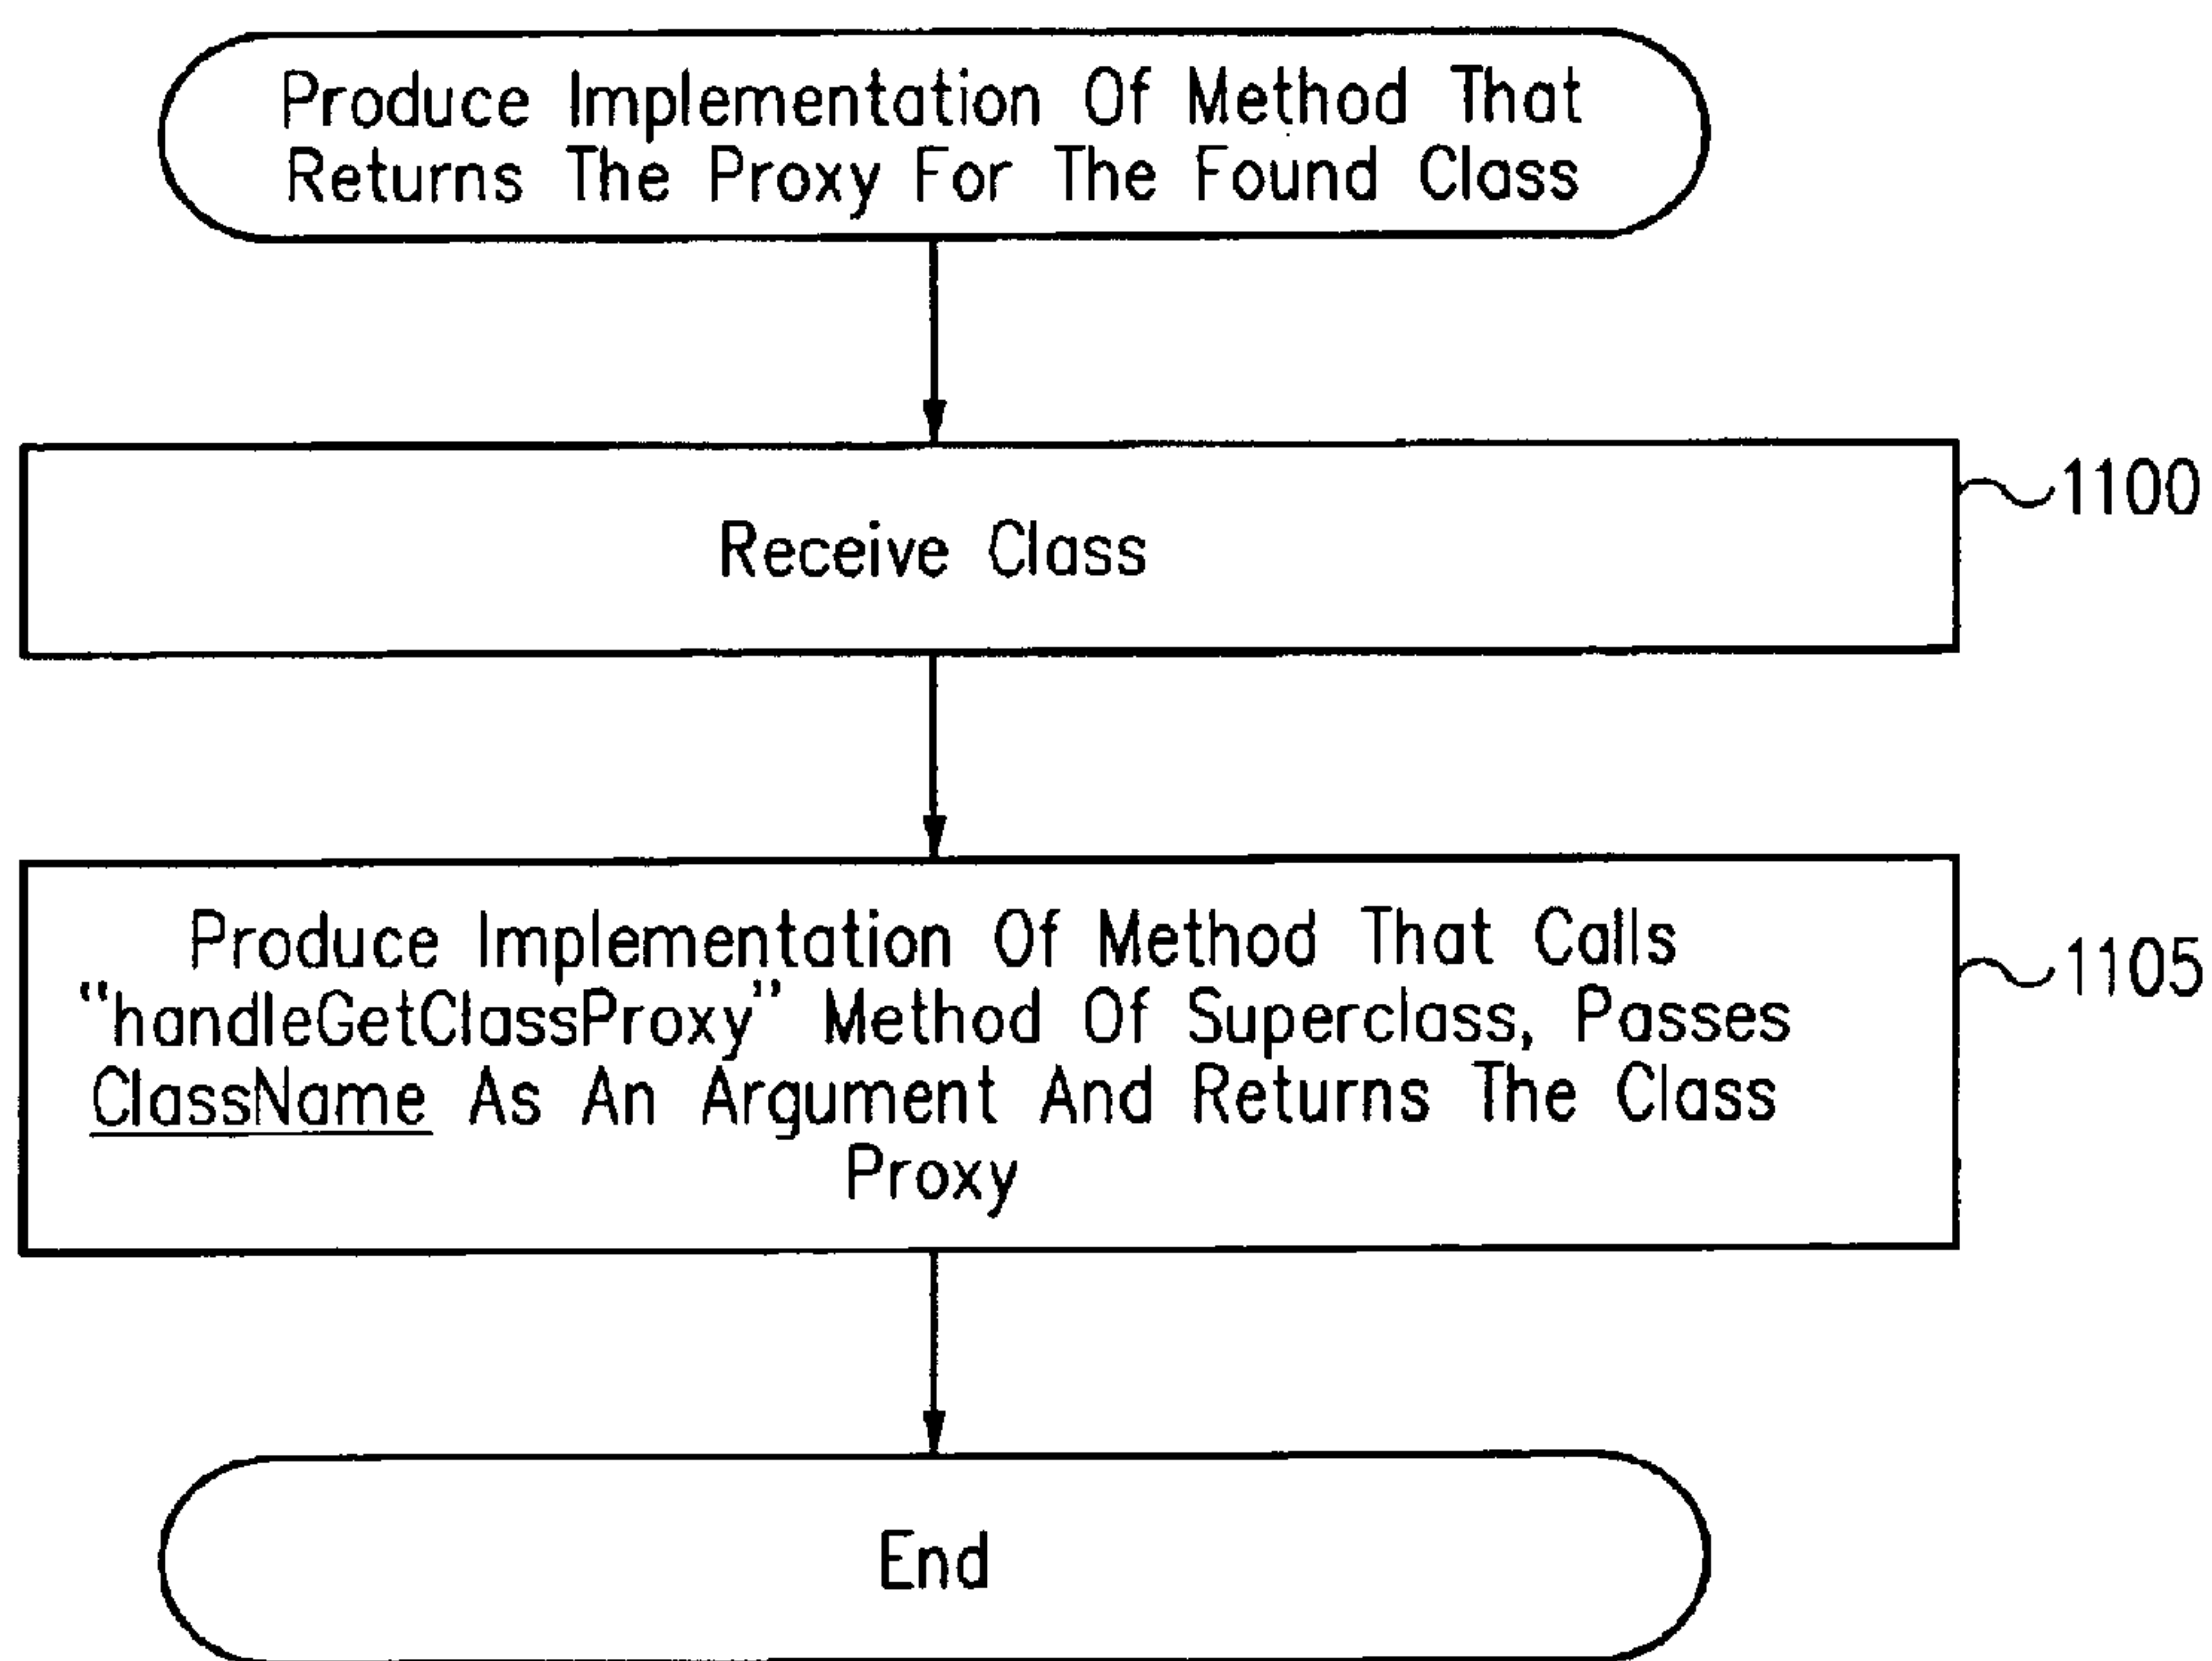 Produce Implementation Of Method That
Returns The Proxy For The Found Class
1100
Receive Class
Produce Implementation Of Method That Calls
1105
“handleGetClassProxy” Method Of Superclass, Passes
ClassName As An Argument And Returns The Class
Proxy
End